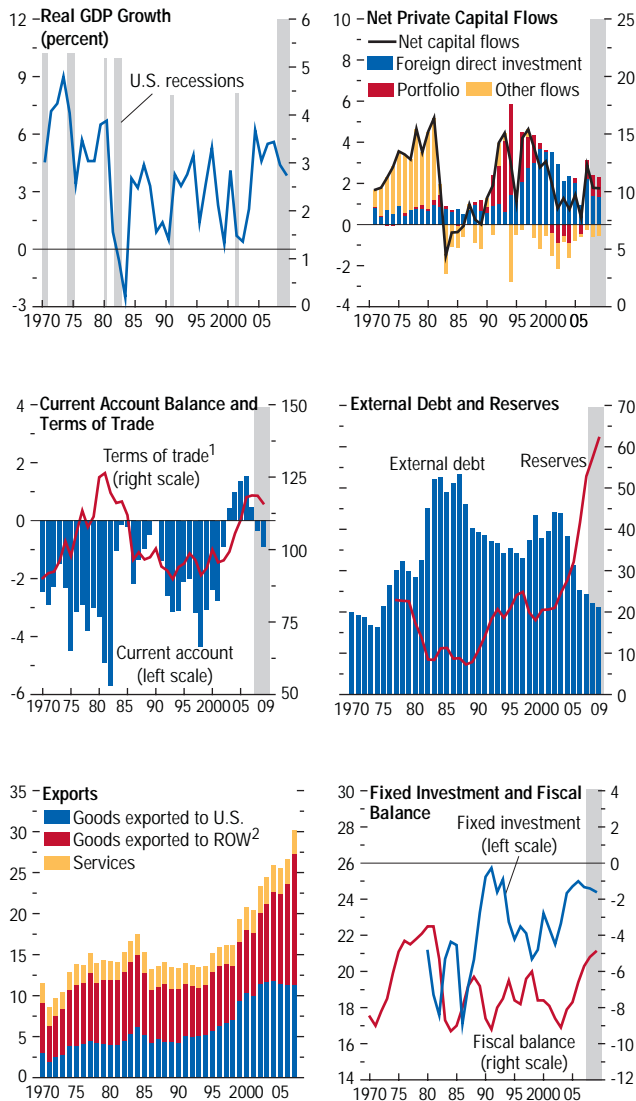 Real GDP Growth
(percent)
12
9
6
3
0
-3
6
5
4
3
2
1
0
U.S. recessions
1970 75 80 85 90 95 2000 05
Net Private Capital Flows
10
8
6
4
2
0
-2
-4
25
20
15
10
5
0
Net capital flows
Foreign direct investment
Portfolio
Other flows
1970 75 80 85 90 95 2000 05
Current Account Balance and
Terms of Trade
4
2
0
-2
-4
-6
150
125
100
75
50
Terms of trade1
(right scale)
Current account
(left scale)
1970 75 80 85 90 95 2000 09
External Debt and Reserves
70
60
50
40
30
20
10
0
External debt
Reserves
1970 75 80 85 90 95 2000 05 09
Exports
35
30
25
20
15
10
5
0
Goods exported to U.S.
Goods exported to ROW2
Services
1970 75 80 85 90 95 2000 05
Fixed Investment and Fiscal
Balance
30
28
26
24
22
20
18
16
14
4
2
0
-2
-4
-6
-8
-10
-12
Fixed investment
(left scale)
Fiscal balance
(right scale)
1970 75 80 85 90 95 2000 05